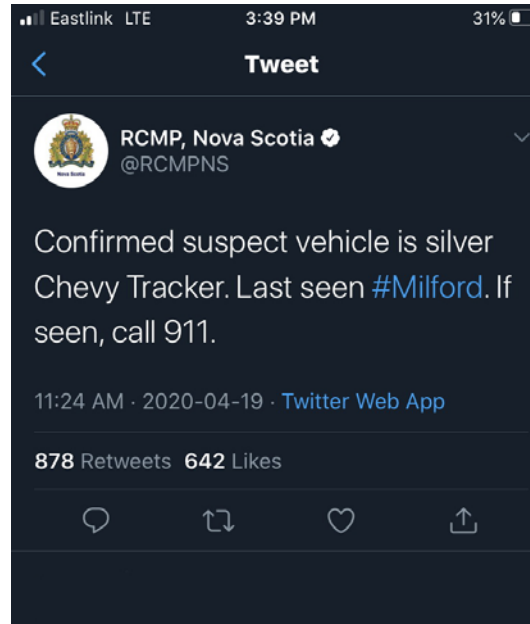 Eastlink LTE 3:39 PM 31%
Tweet
RCMP, Nova Scotia
@RCMPNS
Confirmed suspect vehicle is silver
Chevy Tracker. Last seen #Milford. If
seen, call 911.
11:24 AM · 2020-04-19 · Twitter Web App
878 Retweets 642 Likes